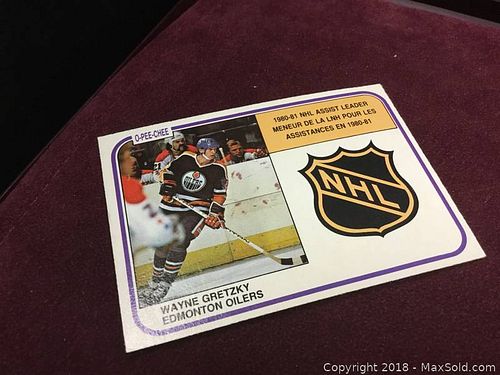 O-PEE-CHEE
1980-81 NHL ASSIST LEADER
MENEUR DE LA LNH POUR LES
ASSISTANCES EN 1980-81
NHL
OILERS
WAYNE GRETZKY
EDMONTON OILERS
Copyright 2018 - MaxSold.com